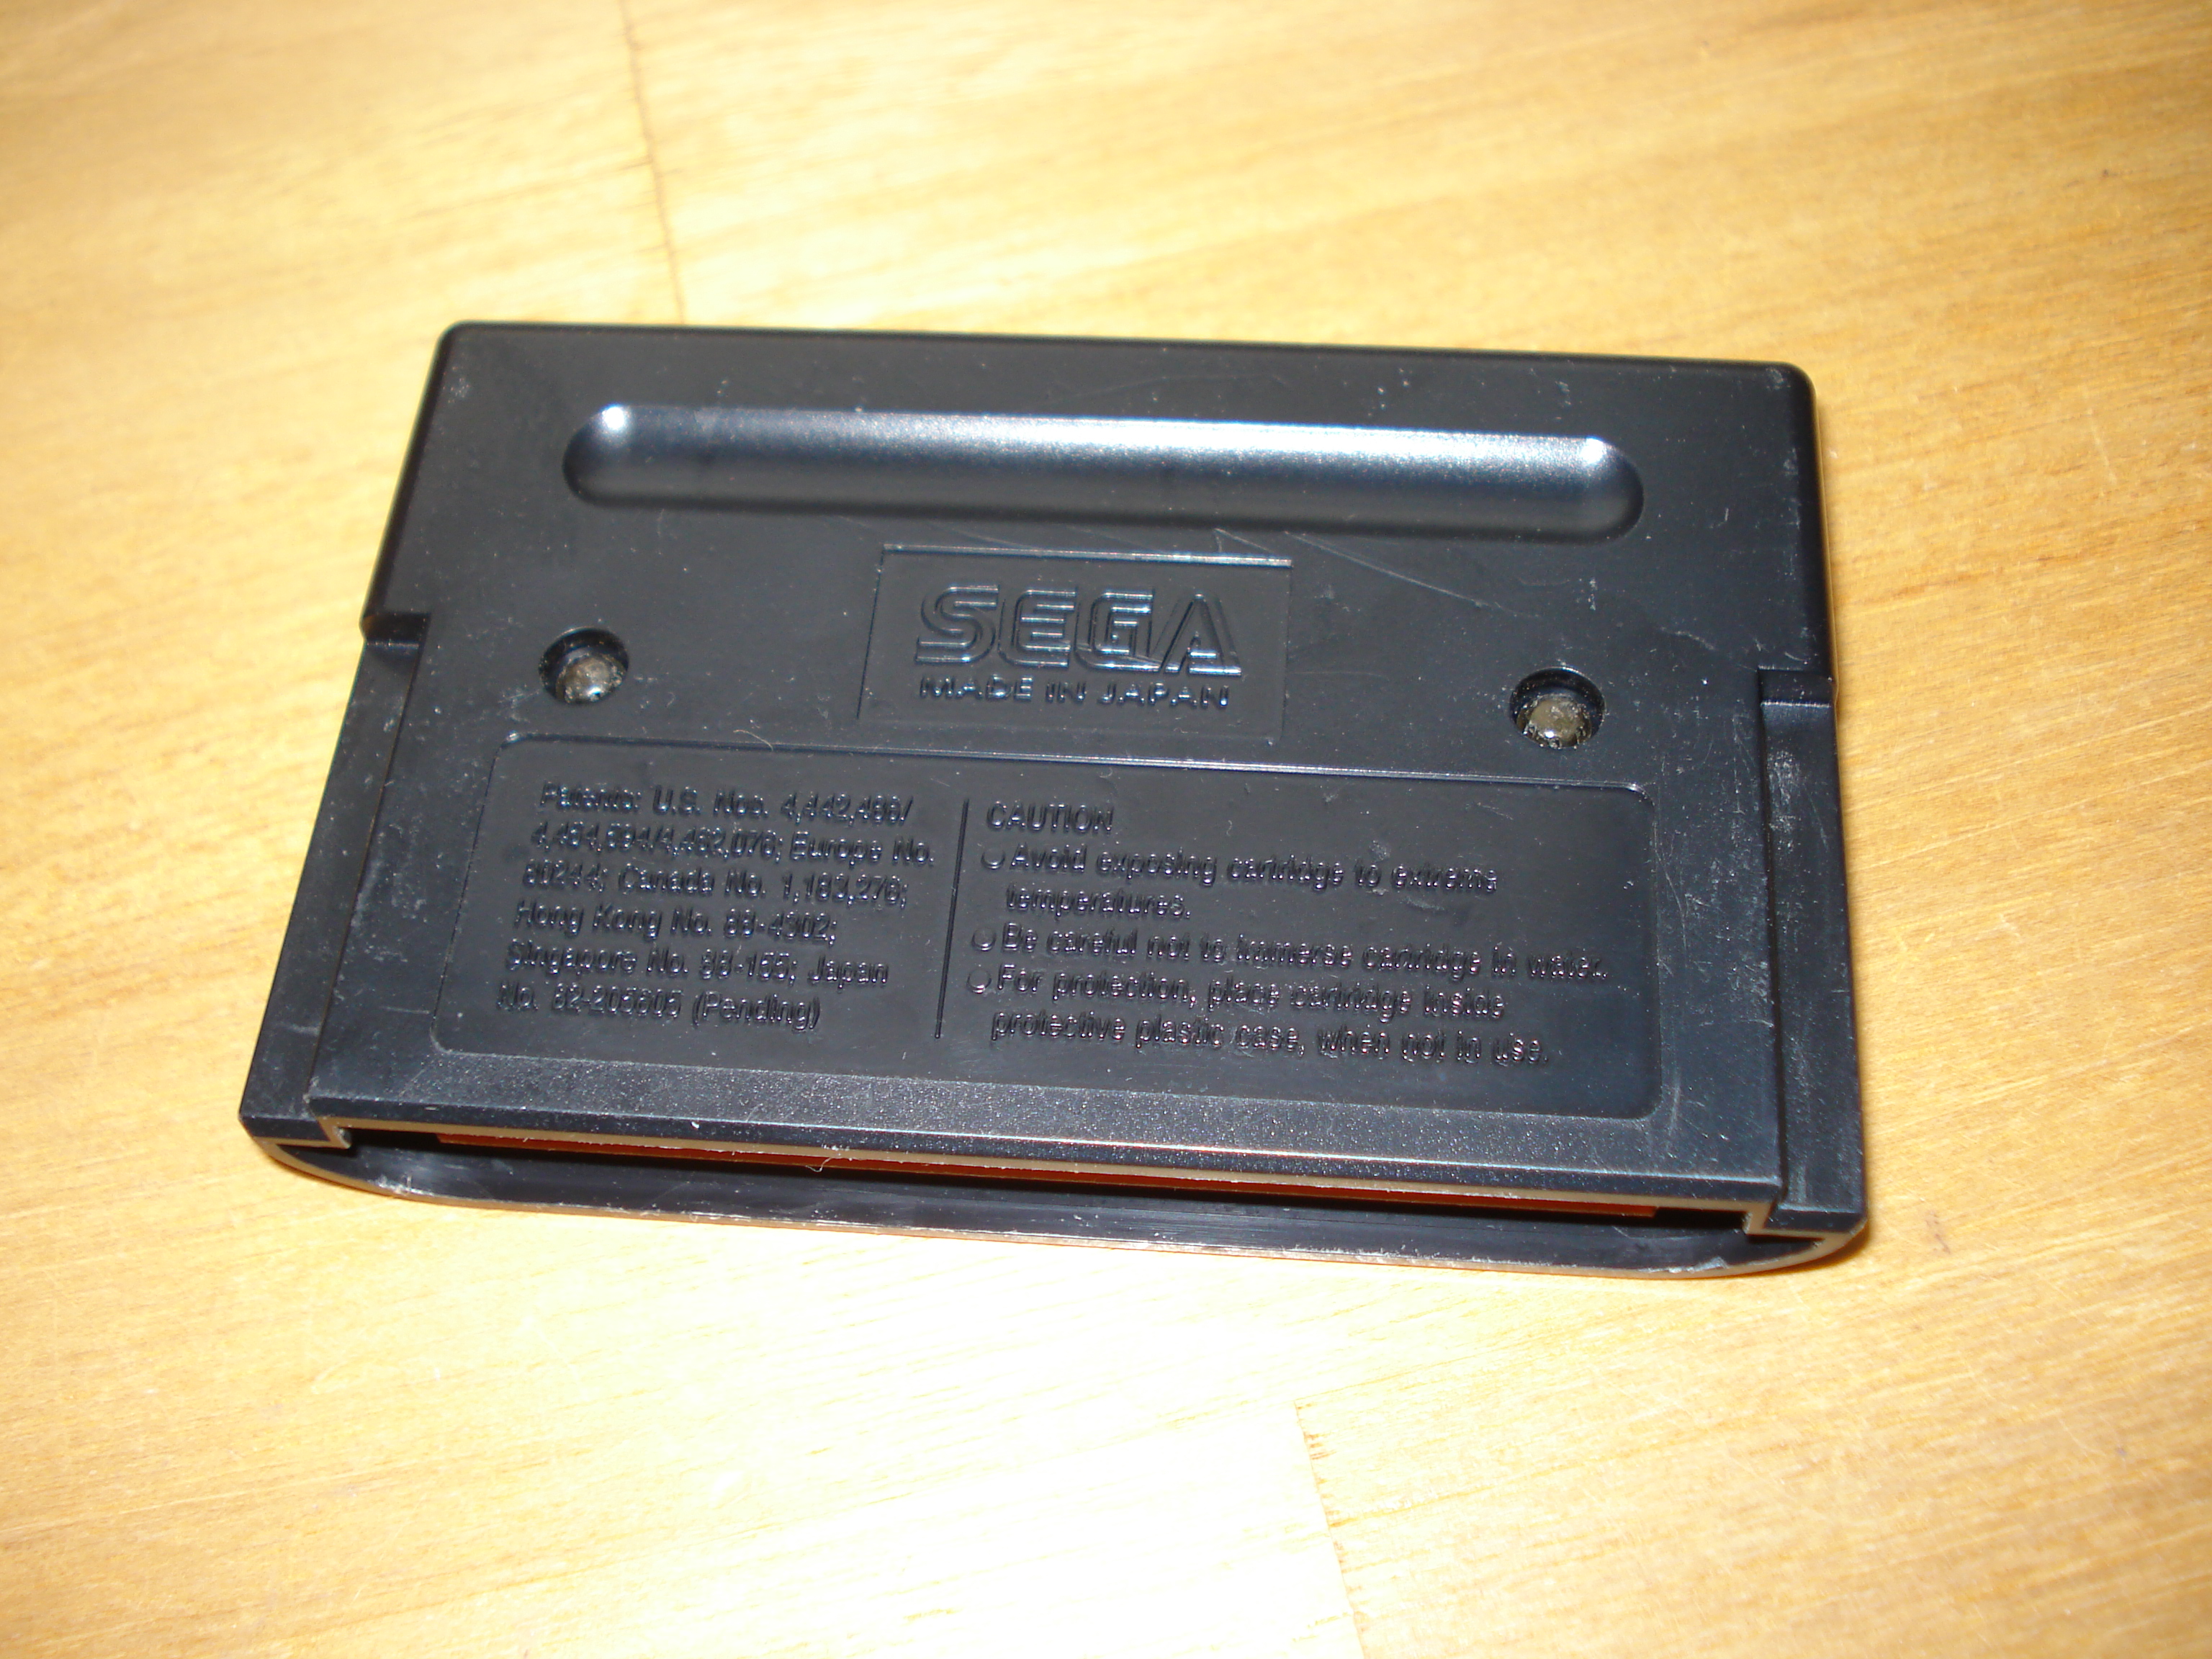 SEGA
MADE IN JAPAN
Patents: U.S. Nos. 4,442,486/
4,454,594/4,462,076; Europe No.
80244; Canada No. 1,183,276;
Hong Kong No. 88-4302;
Singapore No. 88-155; Japan
No. 82-205605 (Pending)
CAUTION
Avoid exposing cartridge to extreme
temperatures.
Be careful not to immerse cartridge in water.
For protection, place cartridge inside
protective plastic case, when not in use.